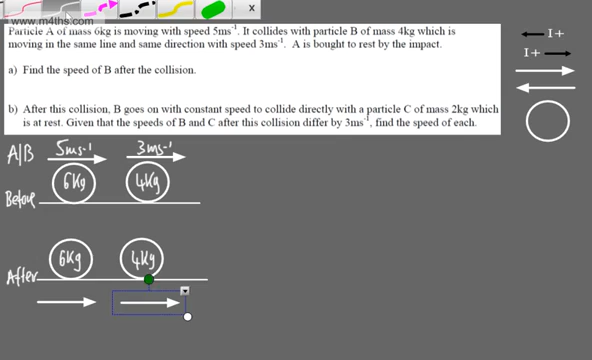 www.m4ths.com
Particle A of mass 6kg is moving with speed 5ms⁻¹. It collides with particle B of mass 4kg which is
moving in the same line and same direction with speed 3ms⁻¹. A is bought to rest by the impact.
a) Find the speed of B after the collision.
b) After this collision, B goes on with constant speed to collide directly with a particle C of mass 2kg which
is at rest. Given that the speeds of B and C after this collision differ by 3ms⁻¹, find the speed of each.
I+
I+
A|B 5ms⁻¹ 3ms⁻¹
Before 6Kg 4Kg
After 6Kg 4Kg